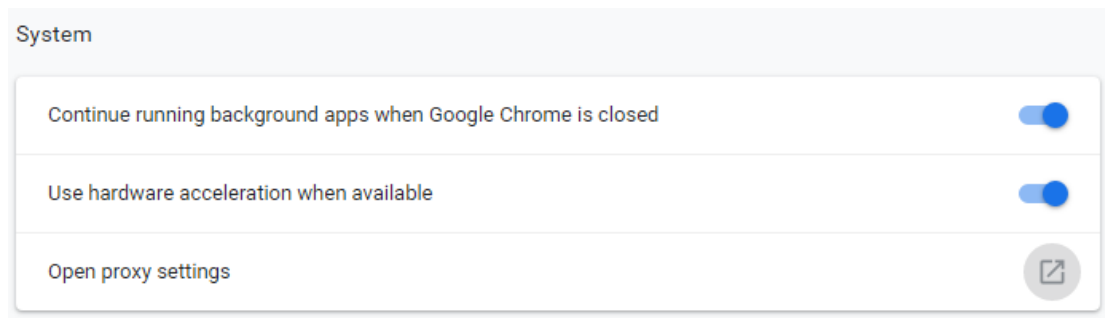 System
Continue running background apps when Google Chrome is closed
Use hardware acceleration when available
Open proxy settings